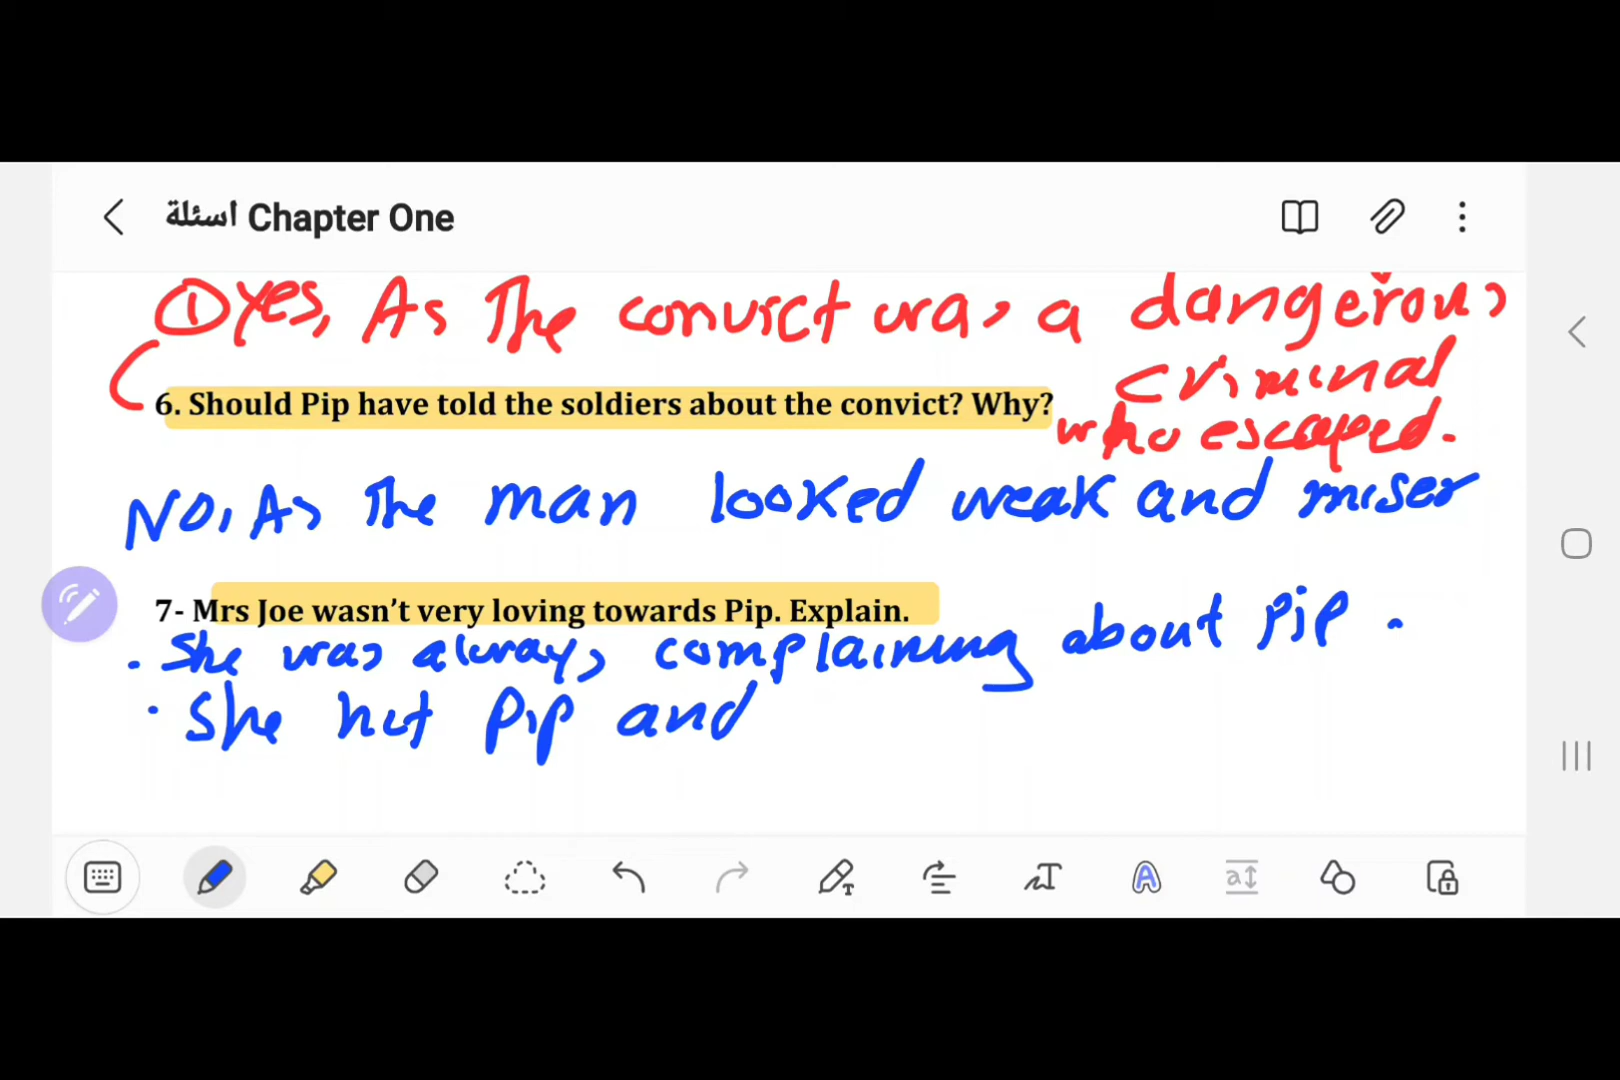 اسئلة Chapter One
① Yes, As The convict was a dangerous
criminal
6. Should Pip have told the soldiers about the convict? Why?
who escaped.
No, As The man looked weak and miser
7- Mrs Joe wasn't very loving towards Pip. Explain.
. She was always complaining about pip .
. She hit Pip and